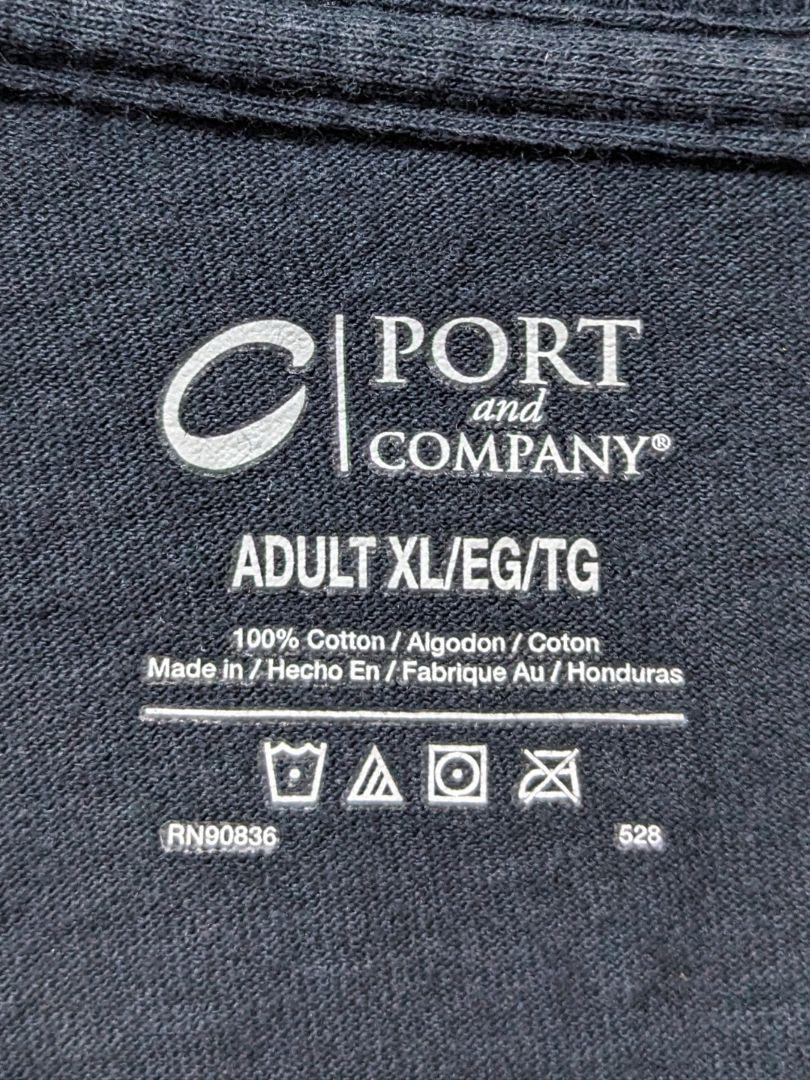 PORT
and
COMPANY®
ADULT XL/EG/TG
100% Cotton / Algodon / Coton
Made in / Hecho En / Fabrique Au / Honduras
RN90836
528